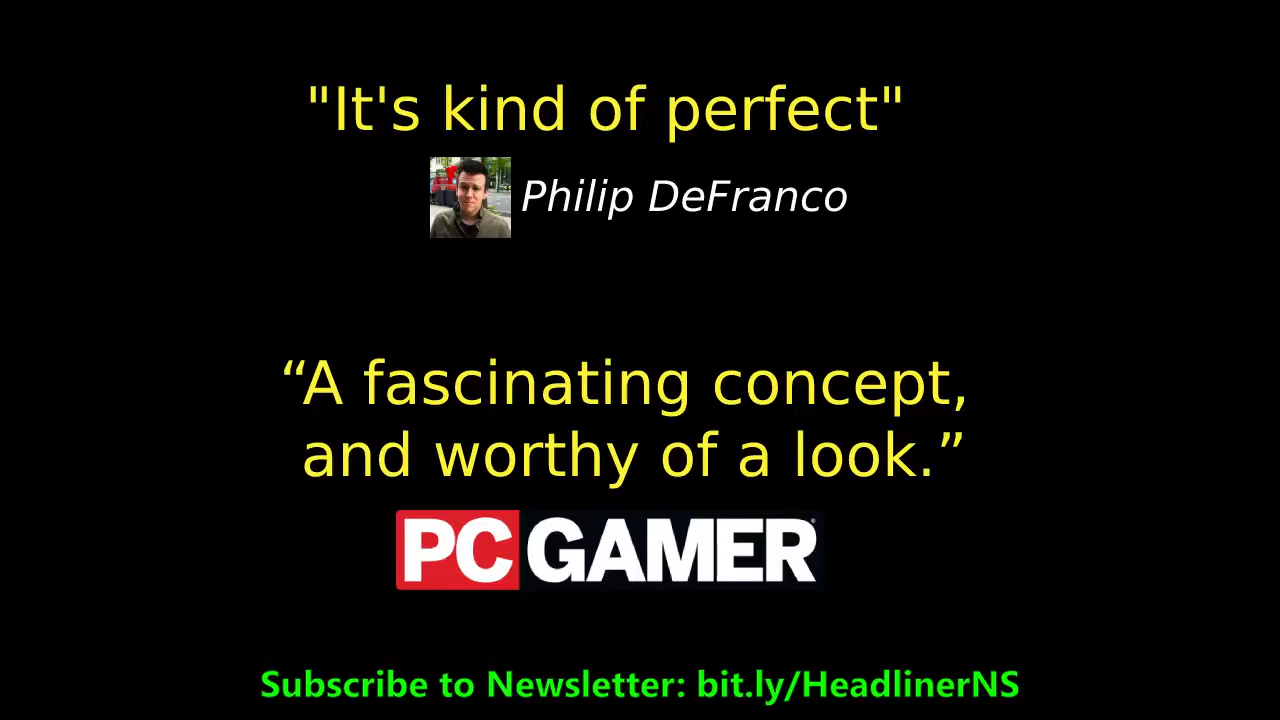 "It's kind of perfect"
Philip DeFranco
“A fascinating concept,
and worthy of a look.”
PC GAMER
Subscribe to Newsletter: bit.ly/HeadlinerNS